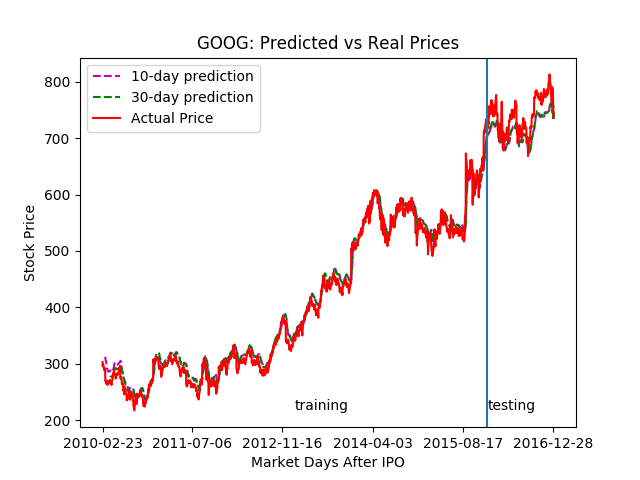 GOOG: Predicted vs Real Prices
10-day prediction
30-day prediction
Actual Price
800
700
600
500
400
300
200
Stock Price
training
testing
2010-02-23 2011-07-06 2012-11-16 2014-04-03 2015-08-17 2016-12-28
Market Days After IPO